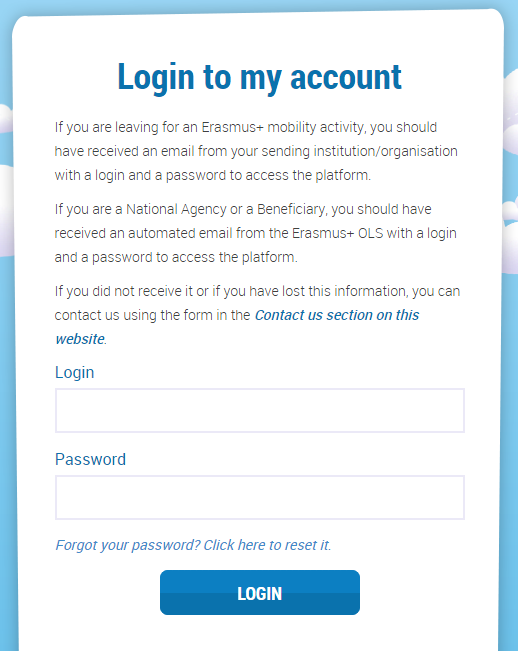 Login to my account
If you are leaving for an Erasmus+ mobility activity, you should
have received an email from your sending institution/organisation
with a login and a password to access the platform.
If you are a National Agency or a Beneficiary, you should have
received an automated email from the Erasmus+ OLS with a login
and a password to access the platform.
If you did not receive it or if you have lost this information, you can
contact us using the form in the Contact us section on this
website.
Login
Password
Forgot your password? Click here to reset it.
LOGIN